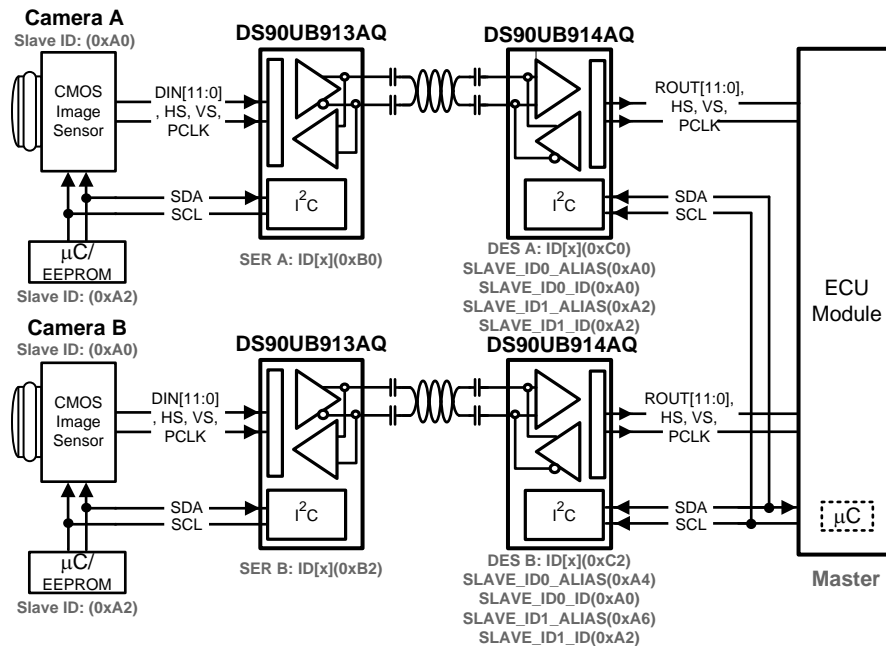 Camera A
Slave ID: (0xA0)
DS90UB913AQ
DS90UB914AQ
CMOS
Image
Sensor
DIN[11:0]
, HS, VS,
PCLK
ROUT[11:0],
HS, VS,
PCLK
SDA
SCL
I²C
I²C
SDA
SCL
µC/
EEPROM
Slave ID: (0xA2)
SER A: ID[x](0xB0)
DES A: ID[x](0xC0)
SLAVE_ID0_ALIAS(0xA0)
SLAVE_ID0_ID(0xA0)
SLAVE_ID1_ALIAS(0xA2)
SLAVE_ID1_ID(0xA2)
ECU
Module
Camera B
Slave ID: (0xA0)
DS90UB913AQ
DS90UB914AQ
CMOS
Image
Sensor
DIN[11:0]
, HS, VS,
PCLK
ROUT[11:0],
HS, VS,
PCLK
SDA
SCL
I²C
I²C
SDA
SCL
µC
µC/
EEPROM
Slave ID: (0xA2)
SER B: ID[x](0xB2)
DES B: ID[x](0xC2)
SLAVE_ID0_ALIAS(0xA4)
SLAVE_ID0_ID(0xA0)
SLAVE_ID1_ALIAS(0xA6)
SLAVE_ID1_ID(0xA2)
Master